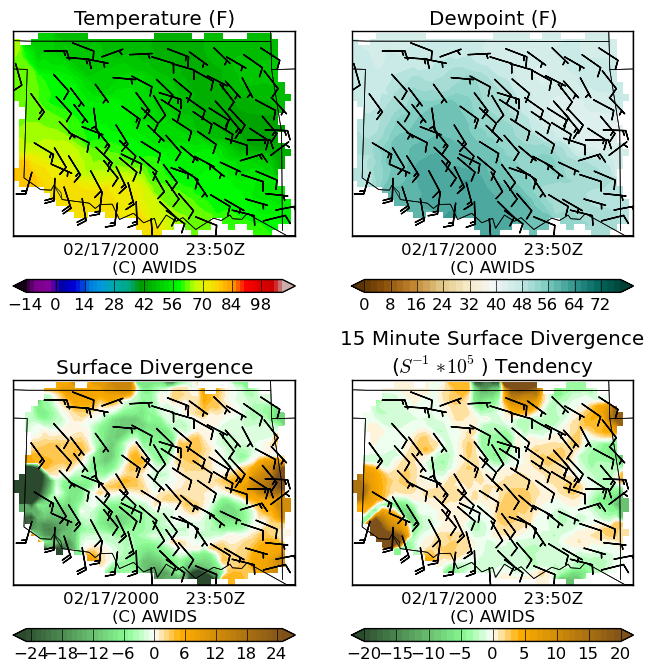 Temperature (F)
Dewpoint (F)
02/17/2000 23:50Z
(C) AWIDS
02/17/2000 23:50Z
(C) AWIDS
−14 0 14 28 42 56 70 84 98
0 8 16 24 32 40 48 56 64 72
Surface Divergence
15 Minute Surface Divergence
(S⁻¹ *10⁵ ) Tendency
02/17/2000 23:50Z
(C) AWIDS
02/17/2000 23:50Z
(C) AWIDS
−24 −18 −12 −6 0 6 12 18 24
−20 −15 −10 −5 0 5 10 15 20